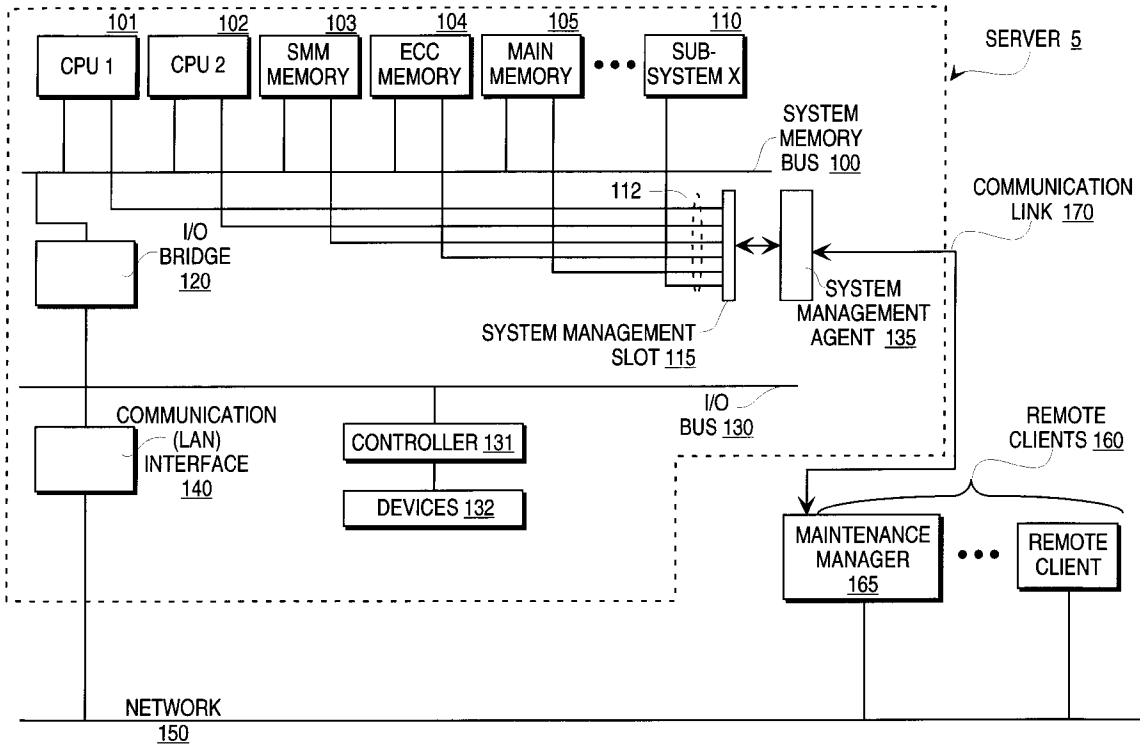 101
102
103
104
105
110
CPU 1
CPU 2
SMM
MEMORY
ECC
MEMORY
MAIN
MEMORY
SUB-
SYSTEM X
SERVER 5
SYSTEM
MEMORY
BUS 100
112
COMMUNICATION
LINK 170
I/O
BRIDGE
120
SYSTEM
MANAGEMENT
AGENT 135
SYSTEM MANAGEMENT
SLOT 115
I/O
BUS 130
COMMUNICATION
(LAN)
INTERFACE
140
CONTROLLER 131
DEVICES 132
REMOTE
CLIENTS 160
MAINTENANCE
MANAGER
165
REMOTE
CLIENT
NETWORK
150